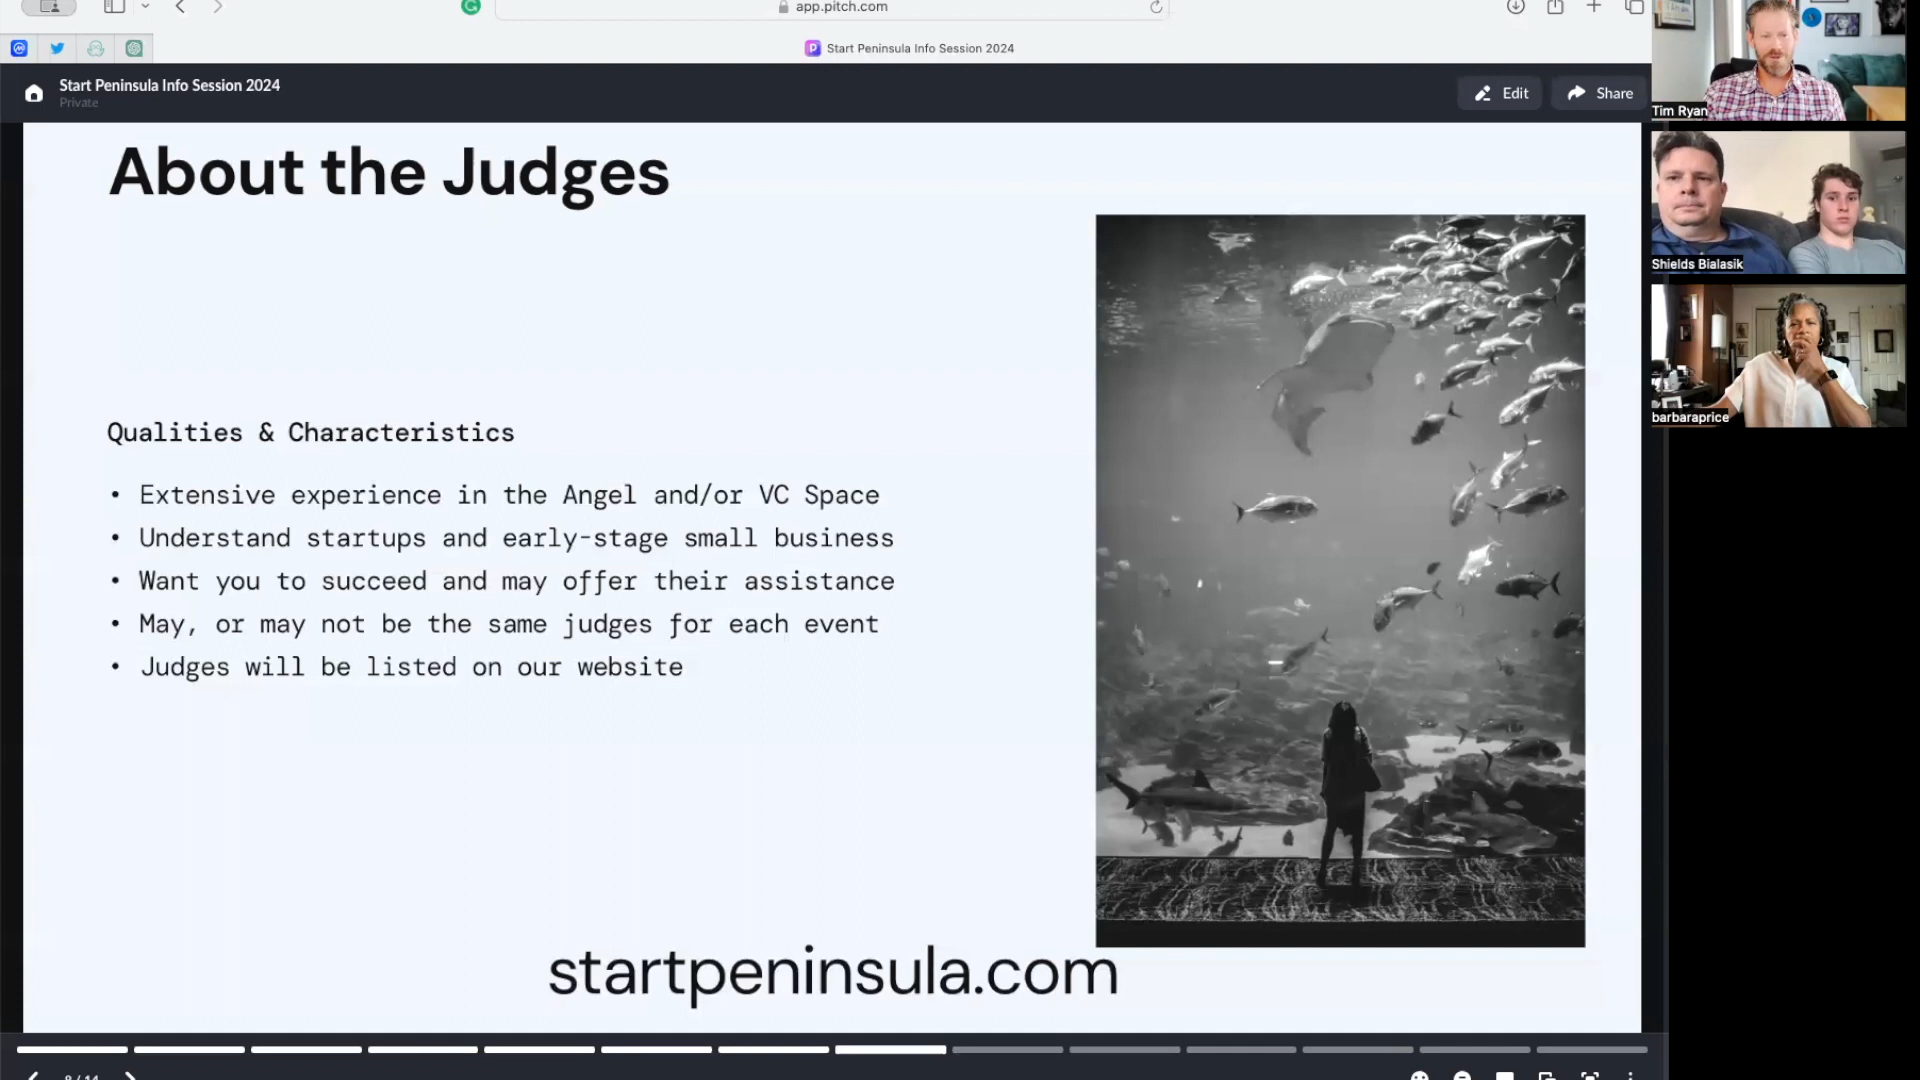 app.pitch.com
Start Peninsula Info Session 2024
Start Peninsula Info Session 2024
Private
Edit
Share
About the Judges
Qualities & Characteristics
• Extensive experience in the Angel and/or VC Space
• Understand startups and early-stage small business
• Want you to succeed and may offer their assistance
• May, or may not be the same judges for each event
• Judges will be listed on our website
startpeninsula.com
8 / 14
Tim Ryan
Shields Bialasik
barbaraprice